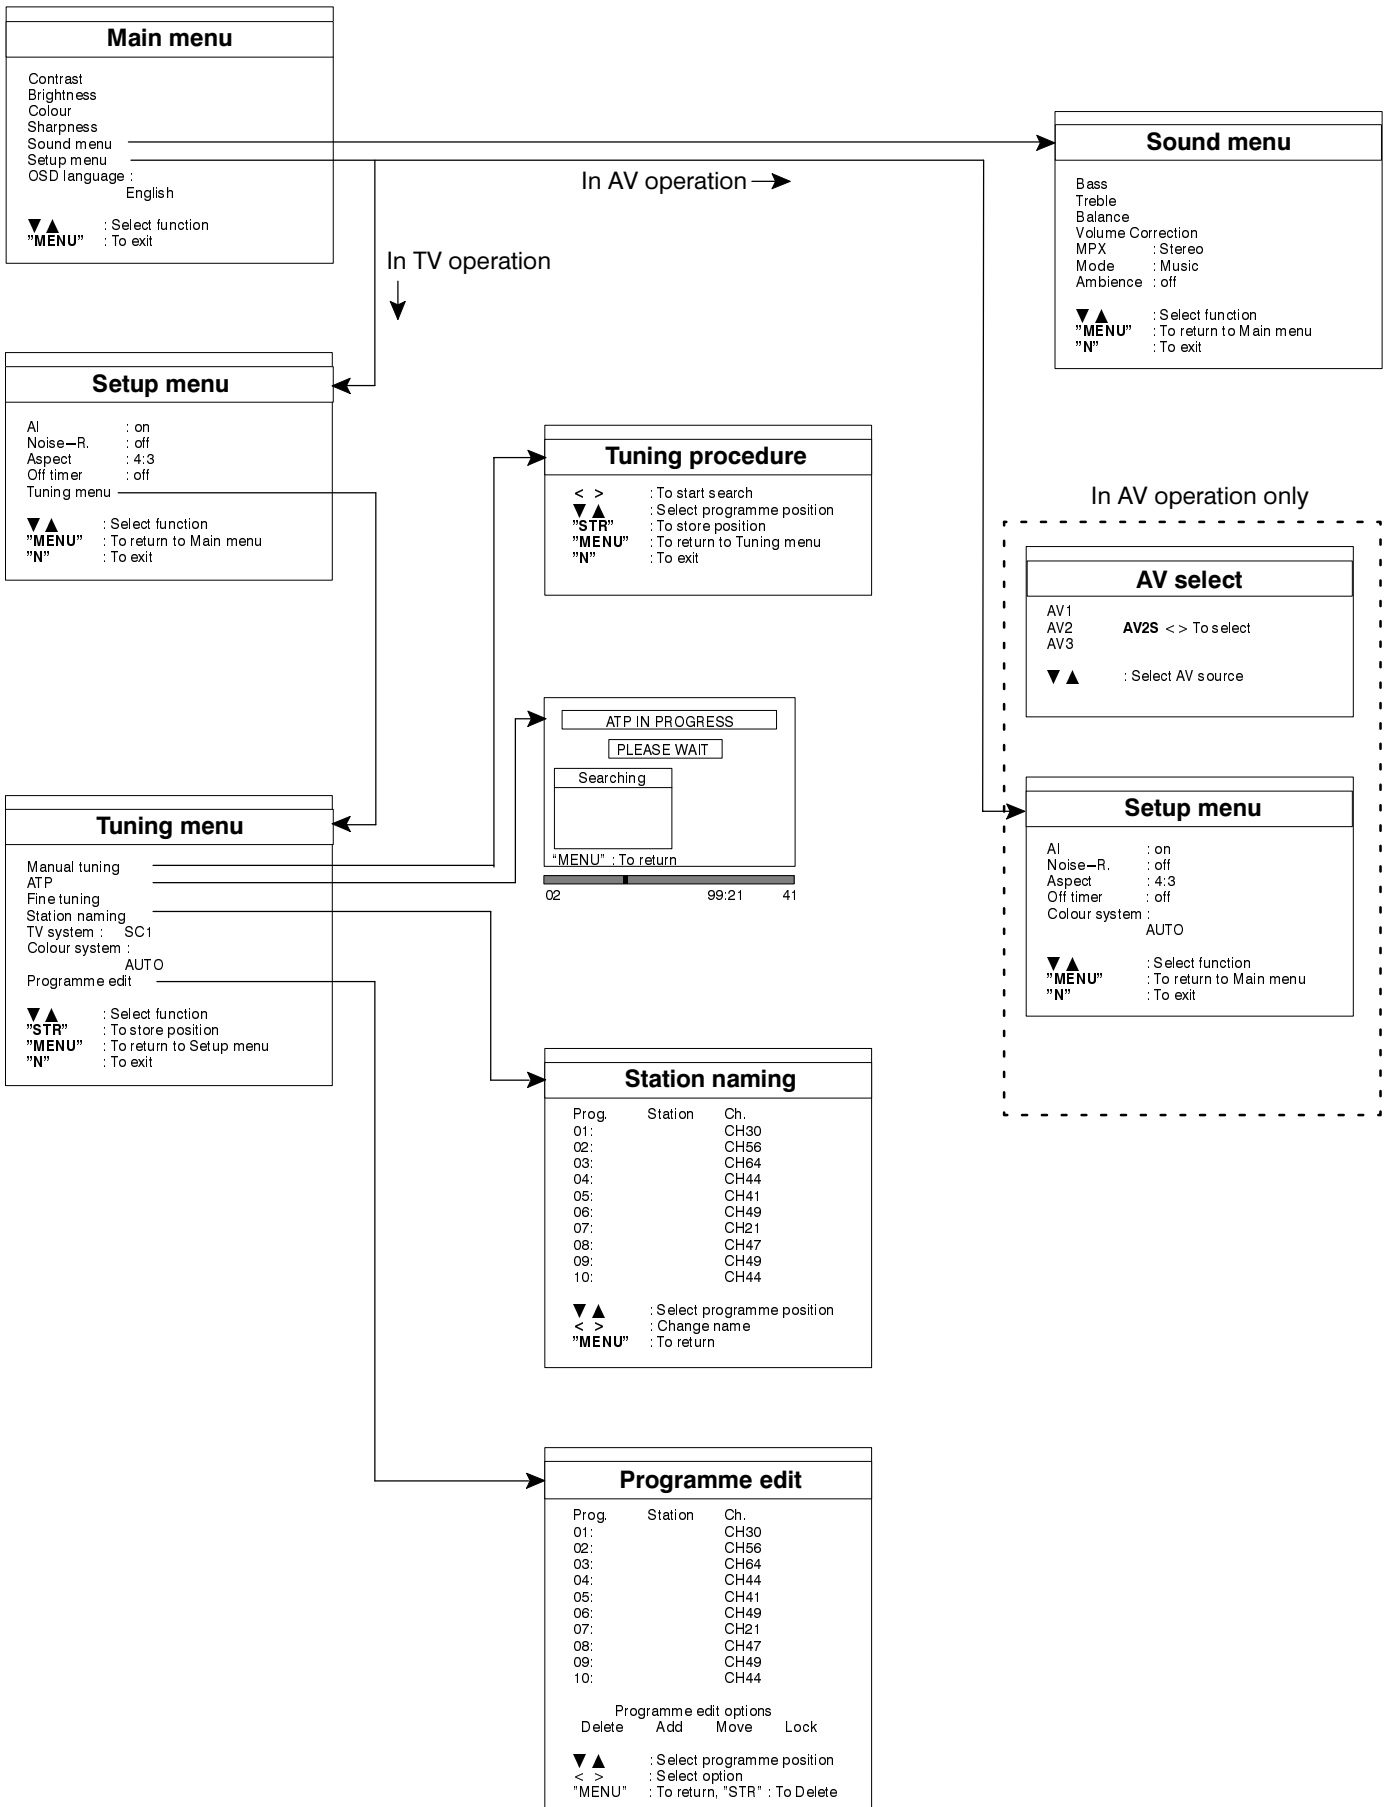 Main menu
Contrast
Brightness
Colour
Sharpness
Sound menu
Setup menu
OSD language :
English
▼ ▲ : Select function
"MENU" : To exit
In AV operation
In TV operation
Sound menu
Bass
Treble
Balance
Volume Correction
MPX : Stereo
Mode : Music
Ambience : off
▼ ▲ : Select function
"MENU" : To return to Main menu
"N" : To exit
Setup menu
AI : on
Noise–R. : off
Aspect : 4:3
Off timer : off
Tuning menu
▼ ▲ : Select function
"MENU" : To return to Main menu
"N" : To exit
Tuning procedure
< > : To start search
▼ ▲ : Select programme position
"STR" : To store position
"MENU" : To return to Tuning menu
"N" : To exit
In AV operation only
AV select
AV1
AV2 AV2S < > To select
AV3
▼ ▲ : Select AV source
ATP IN PROGRESS
PLEASE WAIT
Searching
“MENU” : To return
02 99:21 41
Setup menu
AI : on
Noise–R. : off
Aspect : 4:3
Off timer : off
Colour system :
AUTO
▼ ▲ : Select function
"MENU" : To return to Main menu
"N" : To exit
Tuning menu
Manual tuning
ATP
Fine tuning
Station naming
TV system : SC1
Colour system :
AUTO
Programme edit
▼ ▲ : Select function
"STR" : To store position
"MENU" : To return to Setup menu
"N" : To exit
Station naming
Prog. Station Ch.
01: CH30
02: CH56
03: CH64
04: CH44
05: CH41
06: CH49
07: CH21
08: CH47
09: CH49
10: CH44
▼ ▲ : Select programme position
< > : Change name
"MENU" : To return
Programme edit
Prog. Station Ch.
01: CH30
02: CH56
03: CH64
04: CH44
05: CH41
06: CH49
07: CH21
08: CH47
09: CH49
10: CH44
Programme edit options
Delete Add Move Lock
▼ ▲ : Select programme position
< > : Select option
"MENU" : To return, "STR" : To Delete